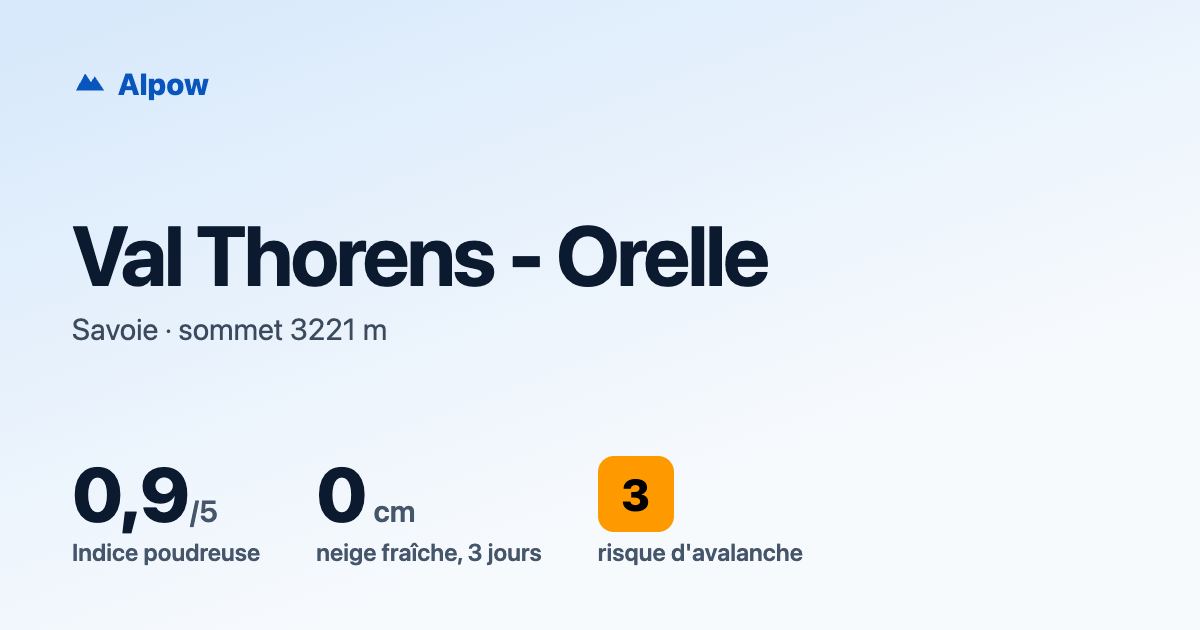 Alpow
Val Thorens - Orelle
Savoie · sommet 3221 m
0,9/5
Indice poudreuse
0 cm
neige fraîche, 3 jours
3
risque d'avalanche